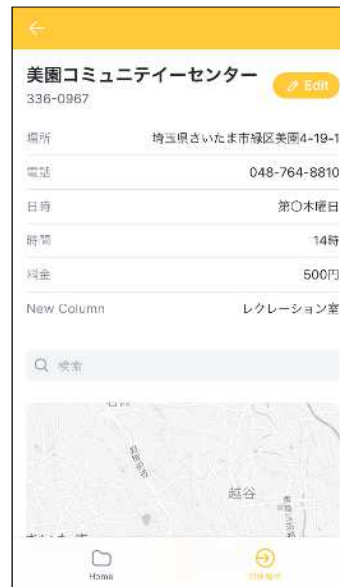 美園コミュニテイーセンター
Edit
336-0967
場所 埼玉県さいたま市緑区美園4-19-1
電話 048-764-8810
日時 第〇木曜日
時間 14時
料金 500円
New Column レクレーション室
検索
越谷
Home